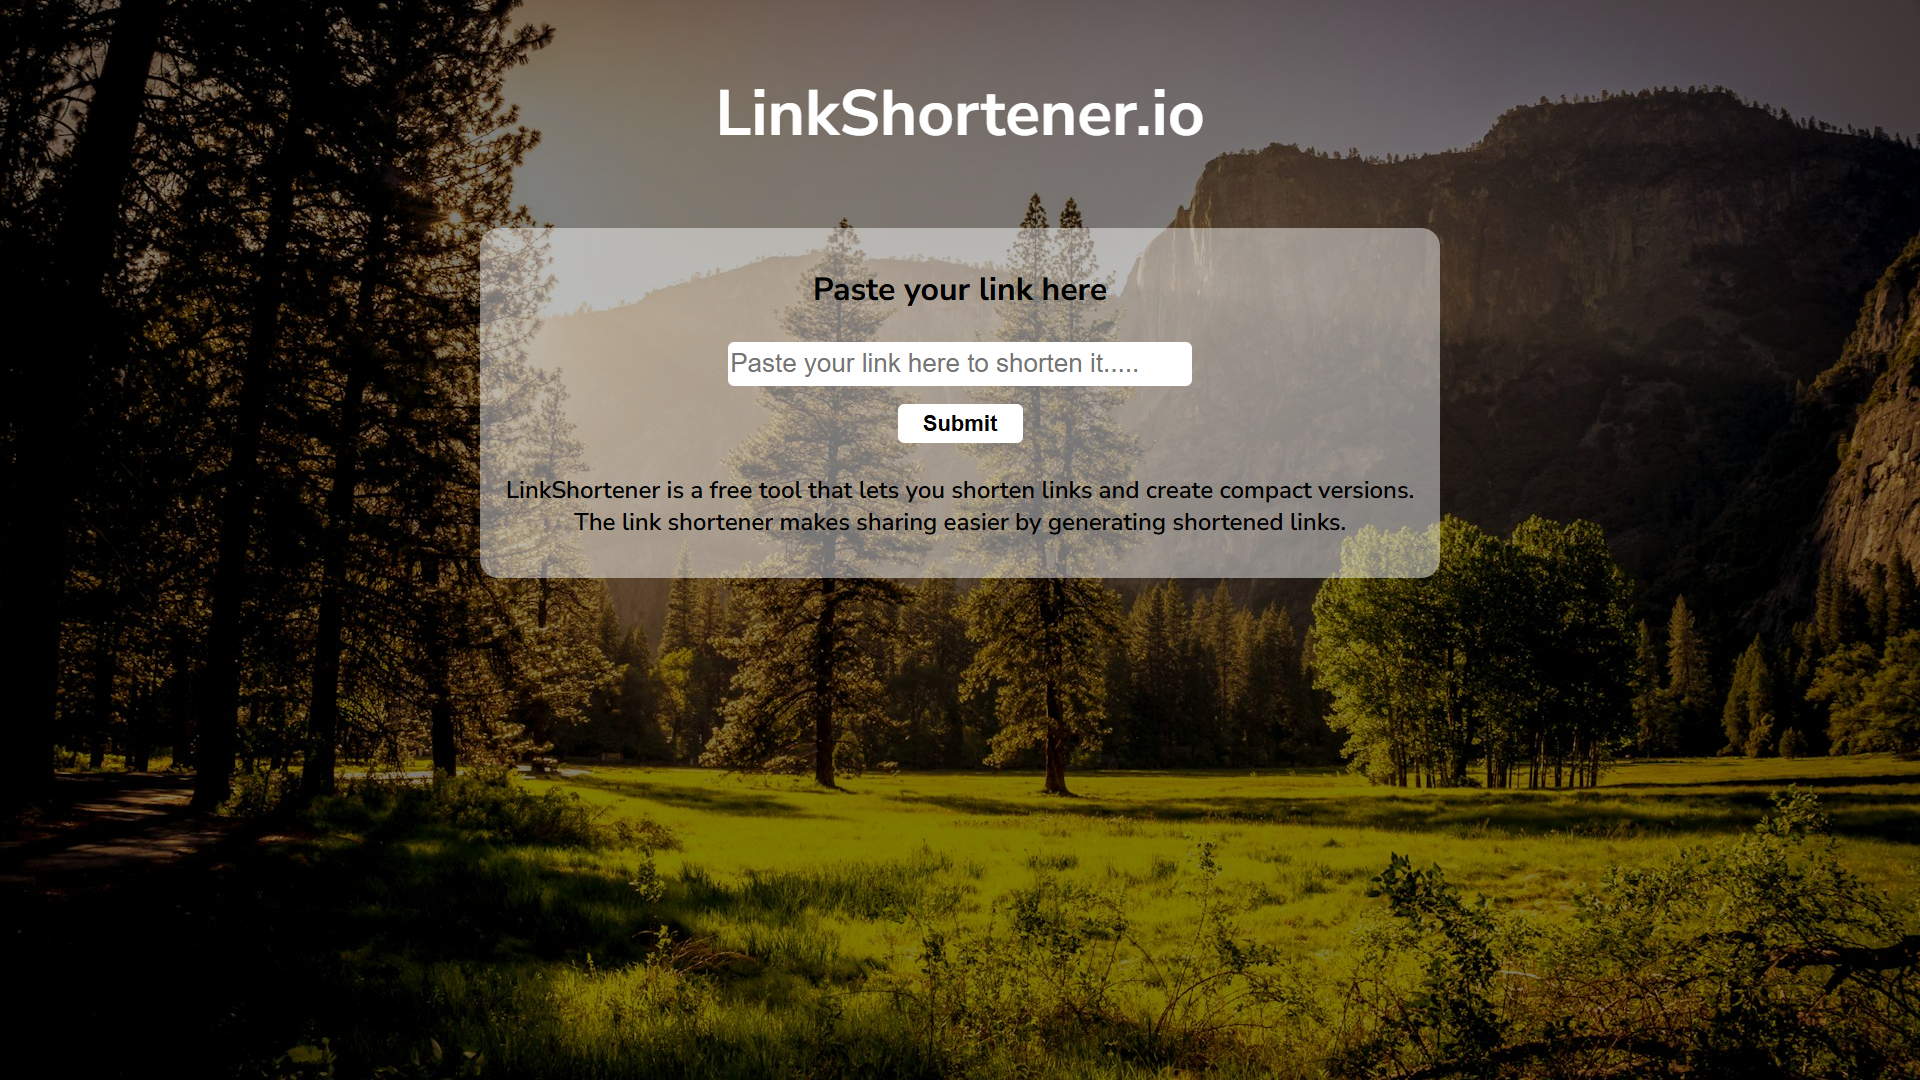 LinkShortener.io
Paste your link here
Paste your link here to shorten it.....
Submit
LinkShortener is a free tool that lets you shorten links and create compact versions.
The link shortener makes sharing easier by generating shortened links.